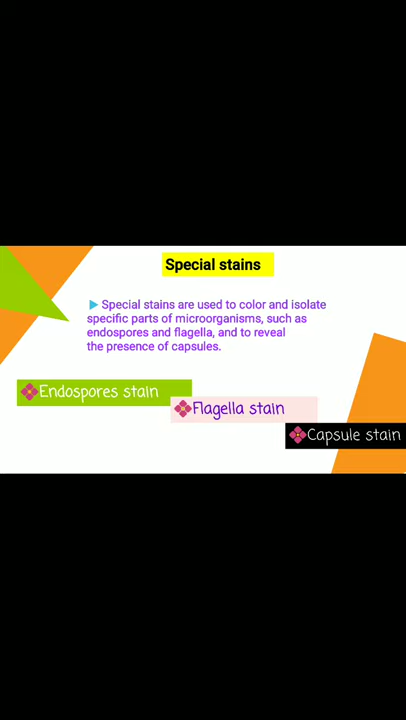 Special stains
Special stains are used to color and isolate
specific parts of microorganisms, such as
endospores and flagella, and to reveal
the presence of capsules.
Endospores stain
Flagella stain
Capsule stain